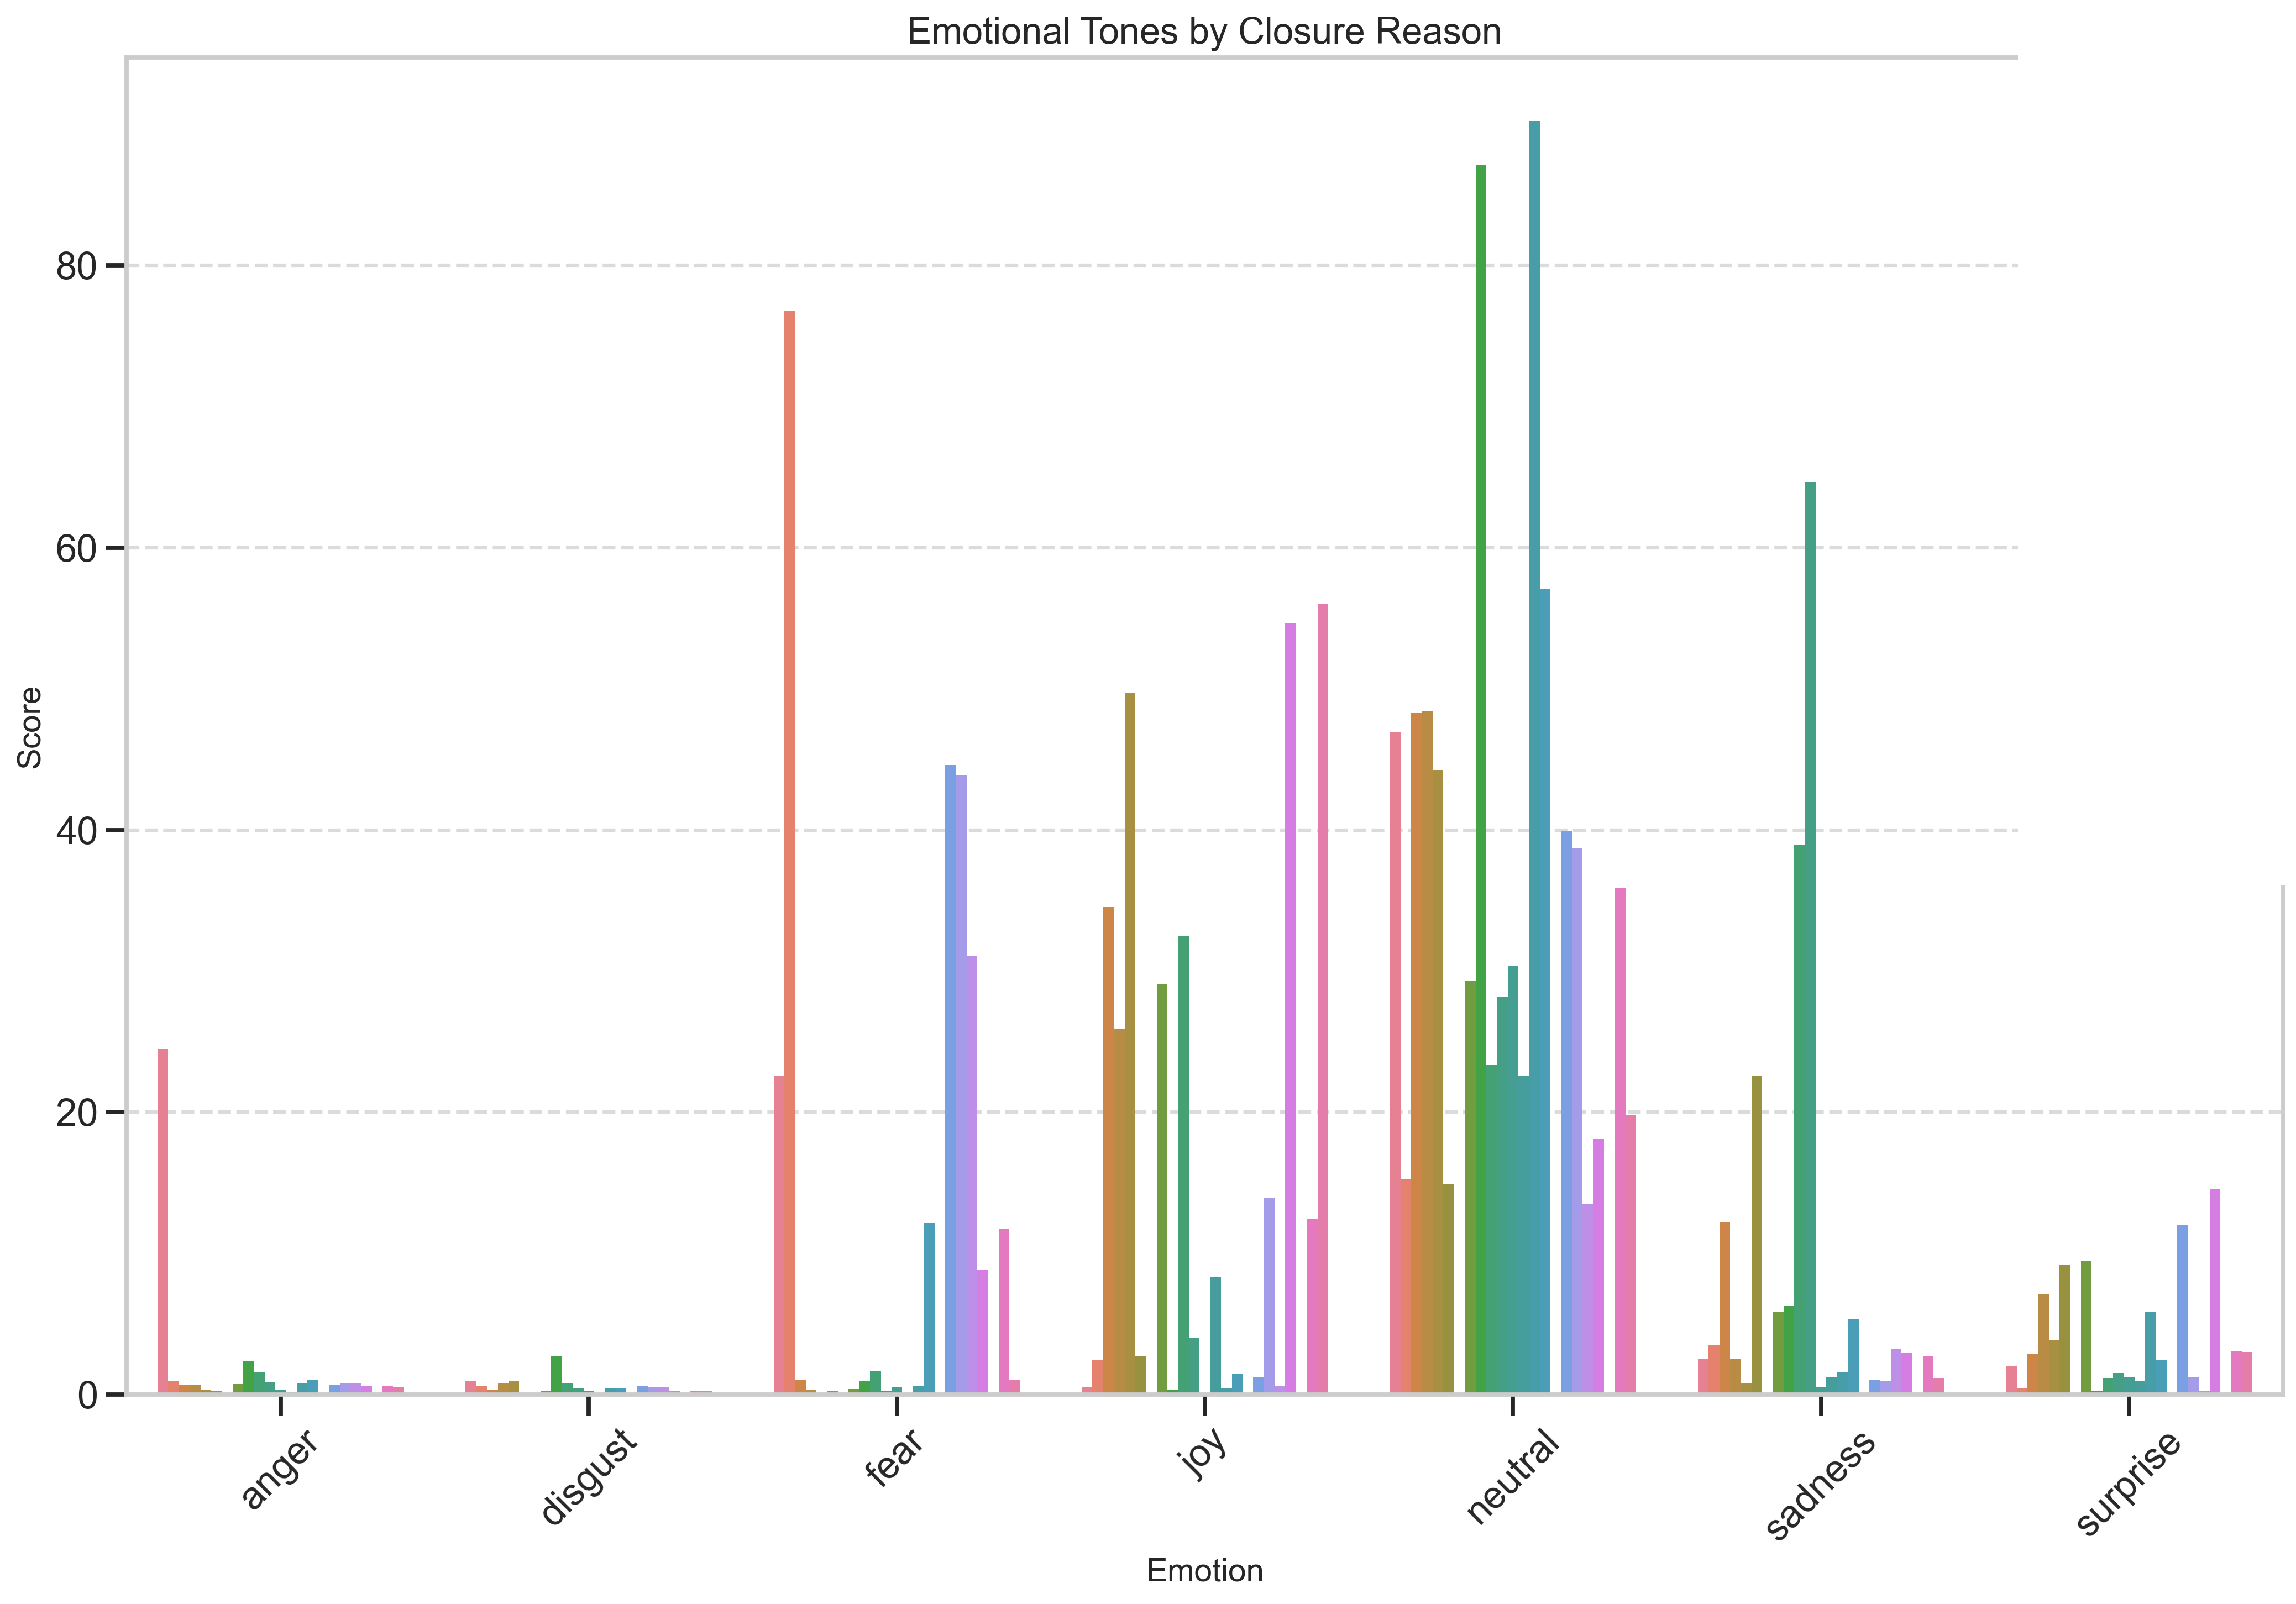 Emotional Tones by Closure Reason
80
60
40
20
0
Score
anger
disgust
fear
joy
neutral
sadness
surprise
Emotion